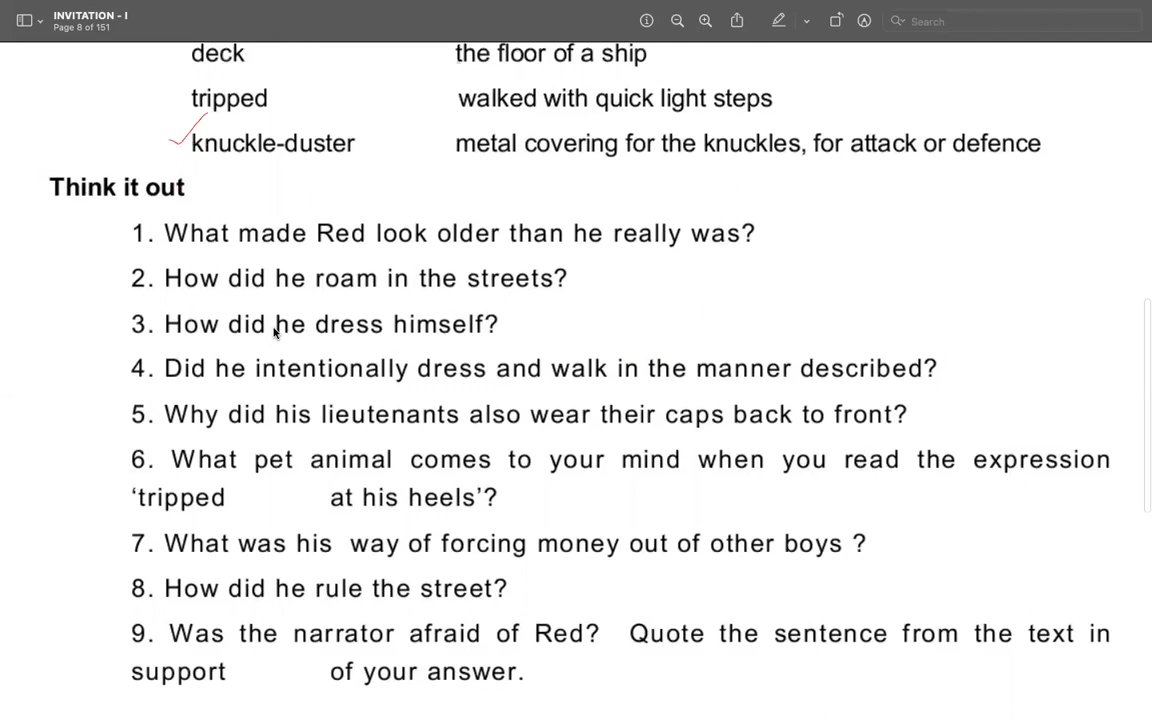 INVITATION - I
Page 8 of 151
Search
deck the floor of a ship
tripped walked with quick light steps
knuckle-duster metal covering for the knuckles, for attack or defence
Think it out
1. What made Red look older than he really was?
2. How did he roam in the streets?
3. How did he dress himself?
4. Did he intentionally dress and walk in the manner described?
5. Why did his lieutenants also wear their caps back to front?
6. What pet animal comes to your mind when you read the expression
‘tripped at his heels’?
7. What was his way of forcing money out of other boys ?
8. How did he rule the street?
9. Was the narrator afraid of Red? Quote the sentence from the text in
support of your answer.